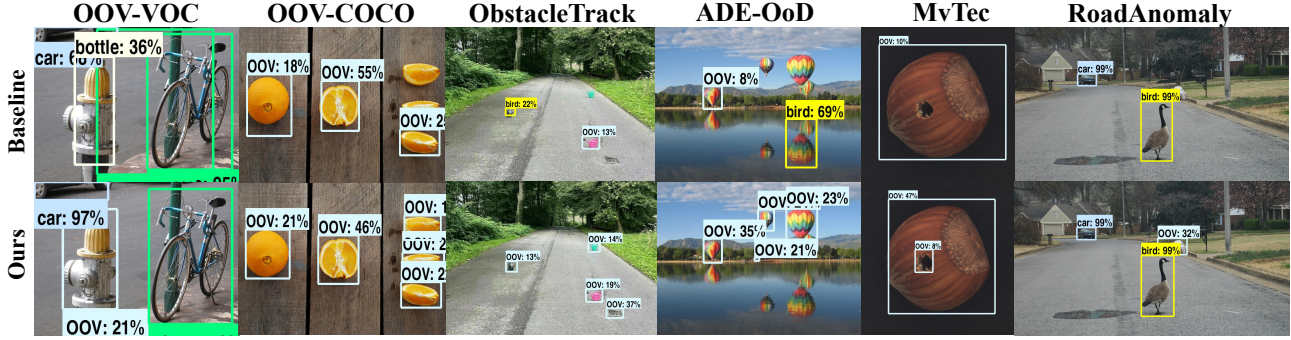 OOV-VOC OOV-COCO ObstacleTrack ADE-OoD MvTec RoadAnomaly
Baseline
bottle: 36%
OOV: 18%
OOV: 55%
bird: 22%
OOV: 13%
OOV: 8%
bird: 69%
OOV: 10%
car: 99%
bird: 99%
Ours
car: 97%
OOV: 21%
OOV: 21%
OOV: 46%
OOV: 13%
OOV: 14%
OOV: 19%
OOV: 37%
OOV: 35%
OOV: 23%
OOV: 21%
OOV: 47%
OOV: 8%
car: 99%
OOV: 32%
bird: 99%